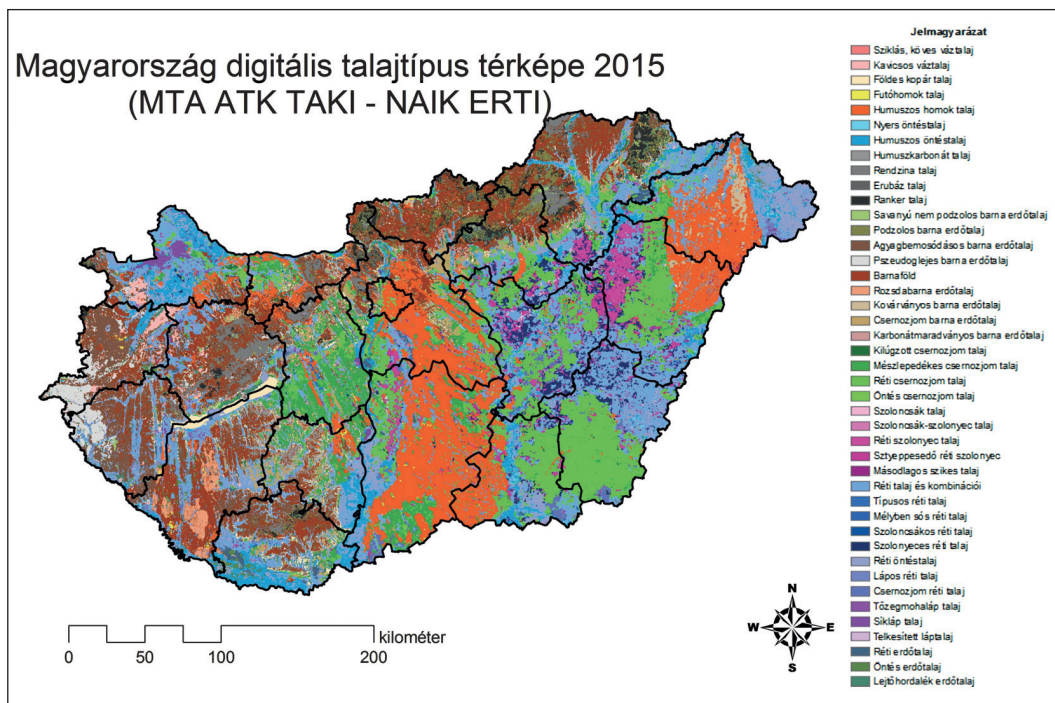 Magyarország digitális talajtípus térképe 2015
(MTA ATK TAKI - NAIK ERTI)
Jelmagyarázat
Sziklás, köves váztalaj
Kavicsos váztalaj
Földes kopár talaj
Futóhomok talaj
Humuszos homok talaj
Nyers öntéstalaj
Humuszos öntéstalaj
Humuszkarbonát talaj
Rendzina talaj
Erubáz talaj
Ranker talaj
Savanyú nem podzolos barna erdőtalaj
Podzolos barna erdőtalaj
Agyagbemosódásos barna erdőtalaj
Pszeudoglejes barna erdőtalaj
Barnaföld
Rozsdabarna erdőtalaj
Kovárványos barna erdőtalaj
Csernozjom barna erdőtalaj
Karbonátmaradványos barna erdőtalaj
Kilúgzott csernozjom talaj
Mészlepedékes csernozjom talaj
Réti csernozjom talaj
Öntés csernozjom talaj
Szoloncsák talaj
Szoloncsák-szolonyec talaj
Réti szolonyec talaj
Sztyeppesedő réti szolonyec
Másodlagos szikes talaj
Réti talaj és kombinációi
Típusos réti talaj
Mélyben sós réti talaj
Szoloncsákos réti talaj
Szolonyeces réti talaj
Réti öntéstalaj
Lápos réti talaj
Csernozjom réti talaj
Tőzegmohaláp talaj
Síkláp talaj
Telkesített láptalaj
Réti erdőtalaj
Öntés erdőtalaj
Lejtőhordalék erdőtalaj
kilométer
0 50 100 200
N
W E
S